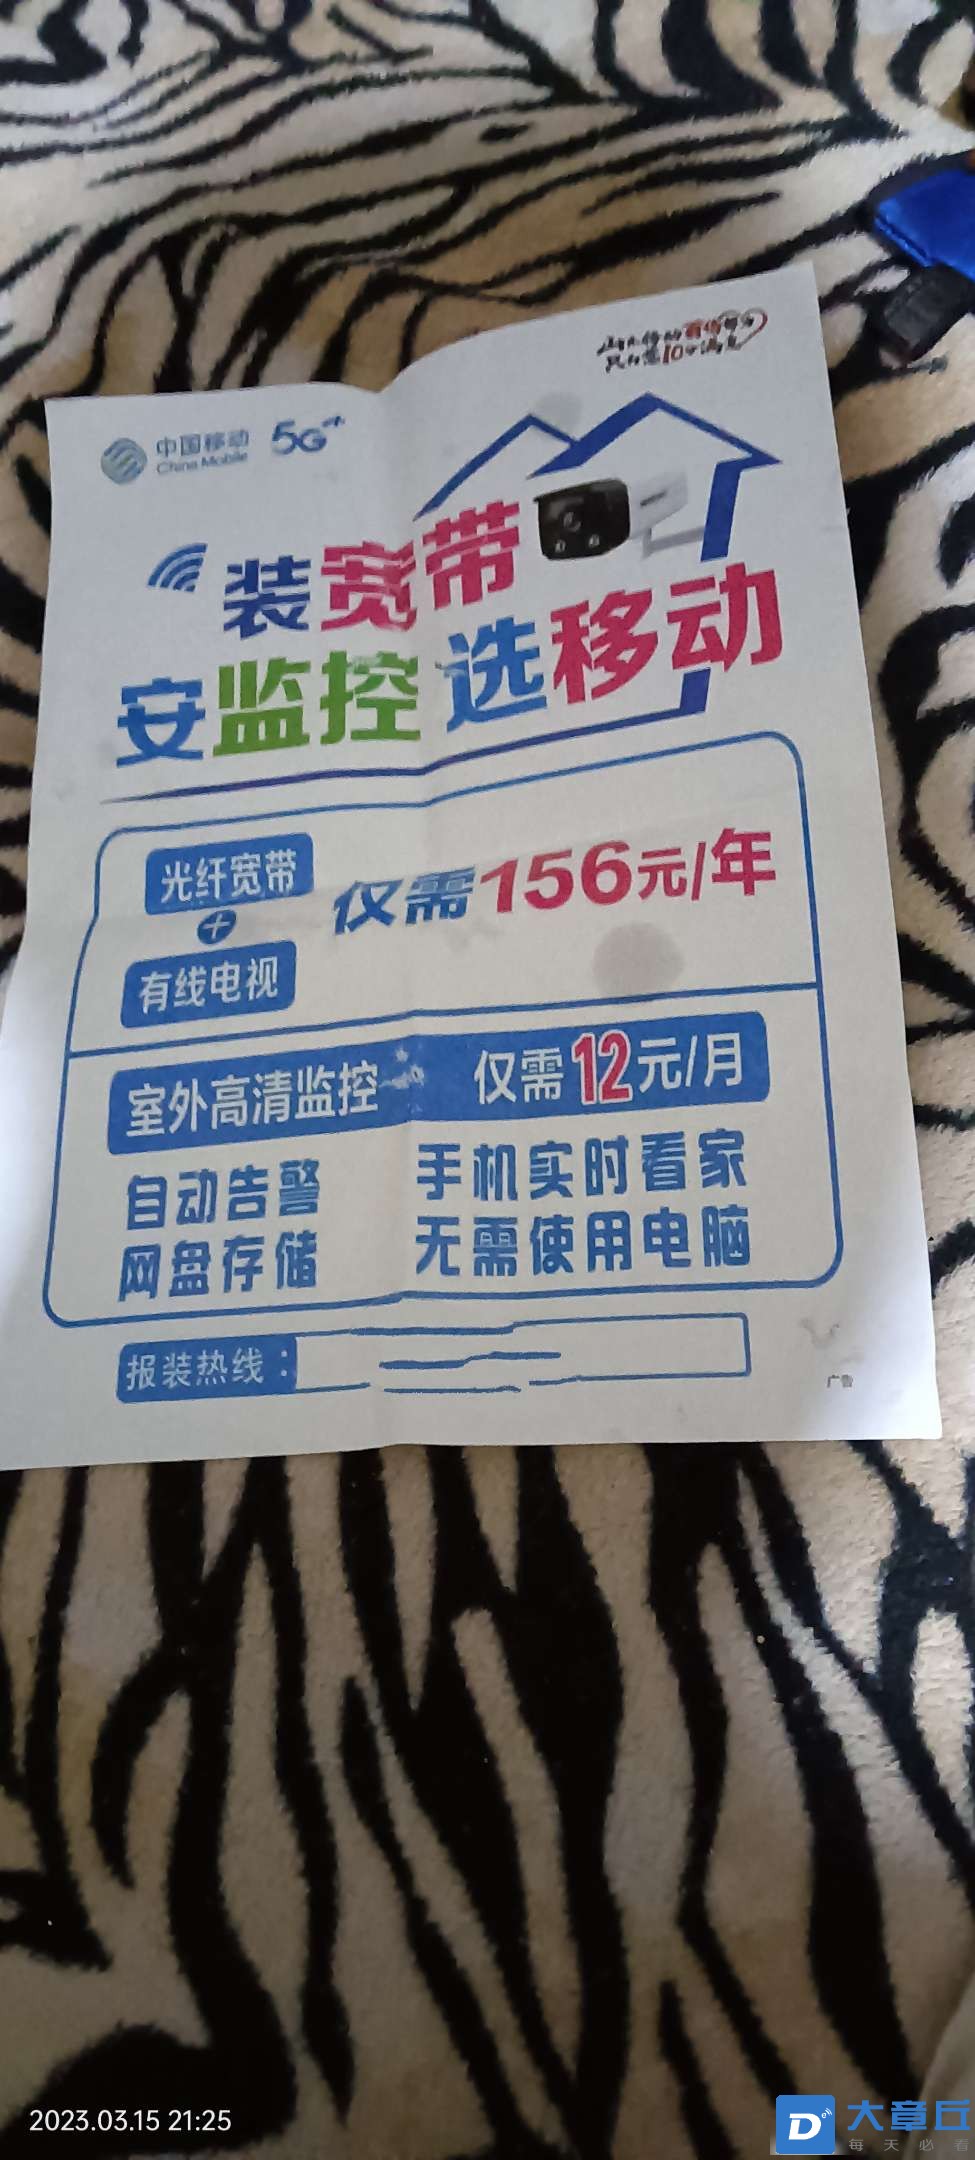 中国移动
China Mobile
5G
装宽带
安监控 选移动
光纤宽带
+
有线电视
仅需156元/年
室外高清监控 仅需12元/月
自动告警 手机实时看家
网盘存储 无需使用电脑
报装热线：
广告
2023.03.15 21:25
大章丘
每天必看